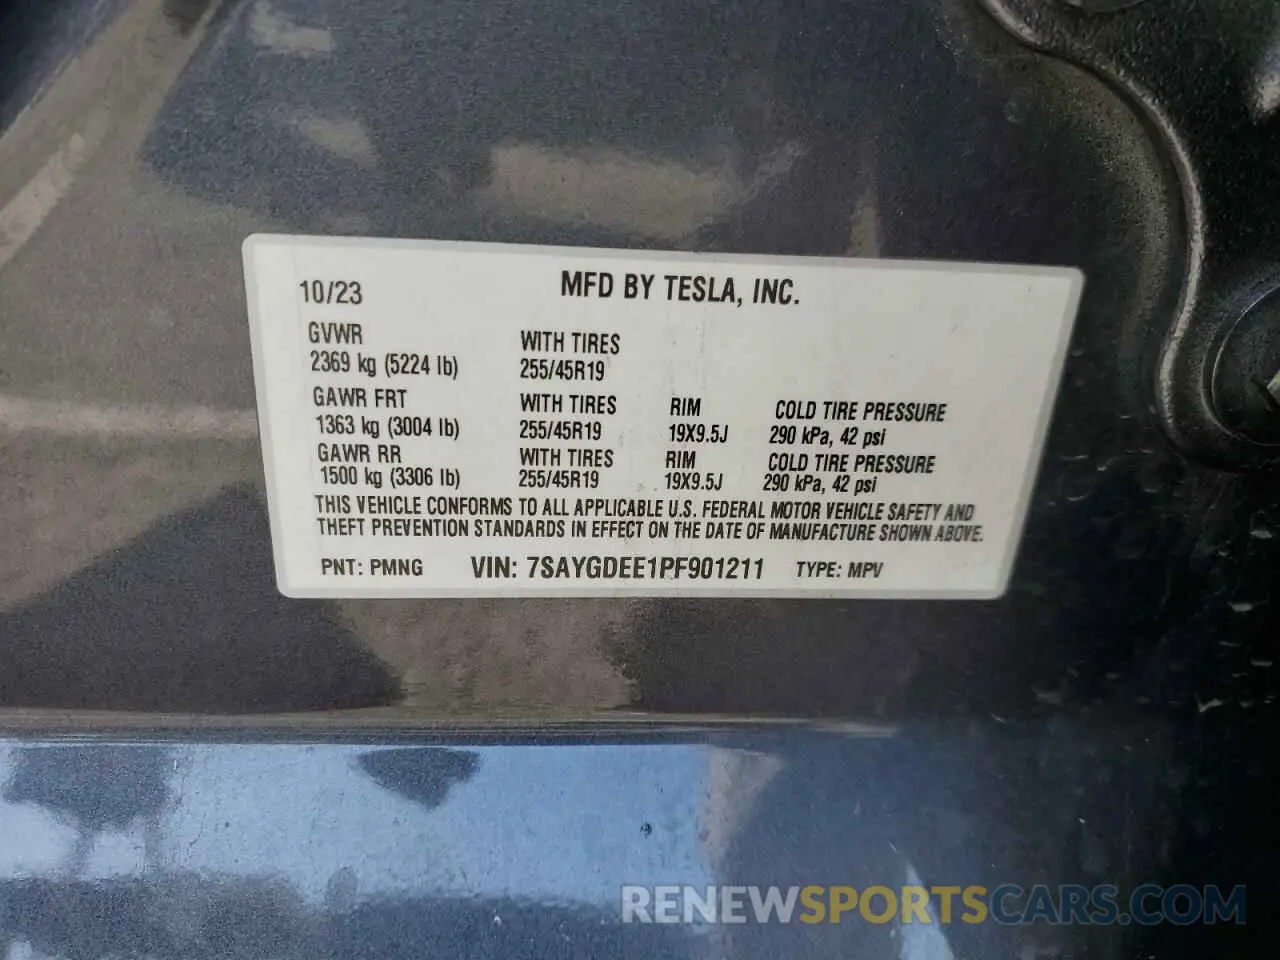 10/23 MFD BY TESLA, INC.
GVWR WITH TIRES
2369 kg (5224 lb) 255/45R19
GAWR FRT WITH TIRES RIM COLD TIRE PRESSURE
1363 kg (3004 lb) 255/45R19 19X9.5J 290 kPa, 42 psi
GAWR RR WITH TIRES RIM COLD TIRE PRESSURE
1500 kg (3306 lb) 255/45R19 19X9.5J 290 kPa, 42 psi
THIS VEHICLE CONFORMS TO ALL APPLICABLE U.S. FEDERAL MOTOR VEHICLE SAFETY AND
THEFT PREVENTION STANDARDS IN EFFECT ON THE DATE OF MANUFACTURE SHOWN ABOVE.
PNT: PMNG VIN: 7SAYGDEE1PF901211 TYPE: MPV
RENEWSPORTSCARS.COM